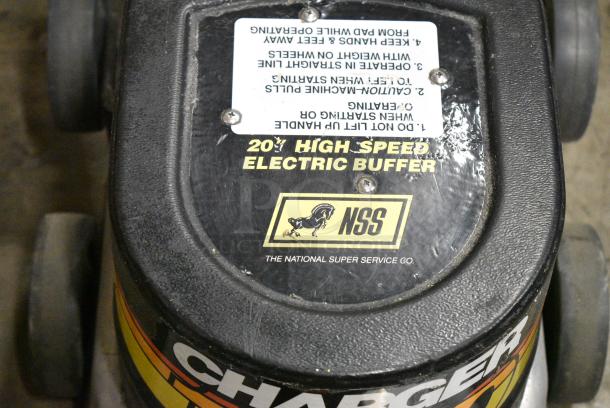 1. DO NOT LIFT UP HANDLE
WHEN STARTING OR
OPERATING
2. CAUTION-MACHINE PULLS
TO LEFT WHEN STARTING
3. OPERATE IN STRAIGHT LINE
WITH WEIGHT ON WHEELS
4. KEEP HANDS & FEET AWAY
FROM PAD WHILE OPERATING
20" HIGH SPEED
ELECTRIC BUFFER
NSS
THE NATIONAL SUPER SERVICE CO.
CHARGER